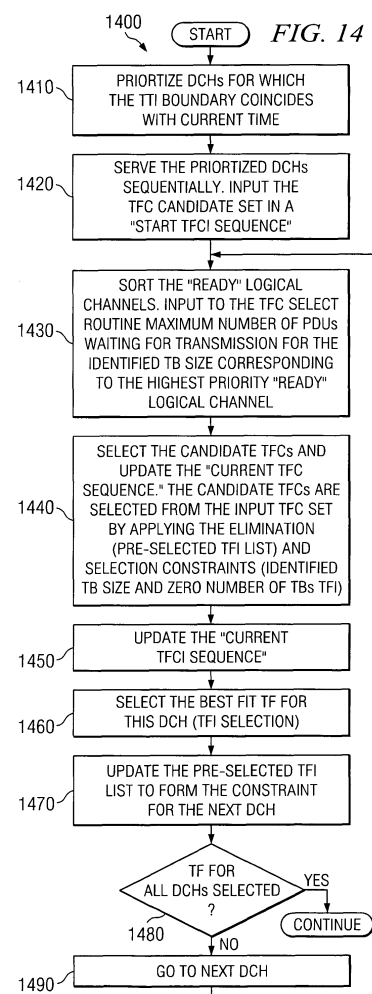 1400
START
FIG. 14
1410
PRIORTIZE DCHs FOR WHICH
THE TTI BOUNDARY COINCIDES
WITH CURRENT TIME
1420
SERVE THE PRIORTIZED DCHs
SEQUENTIALLY. INPUT THE
TFC CANDIDATE SET IN A
"START TFCI SEQUENCE"
1430
SORT THE "READY" LOGICAL
CHANNELS. INPUT TO THE TFC SELECT
ROUTINE MAXIMUM NUMBER OF PDUs
WAITING FOR TRANSMISSION FOR THE
IDENTIFIED TB SIZE CORRESPONDING
TO THE HIGHEST PRIORITY "READY"
LOGICAL CHANNEL
1440
SELECT THE CANDIDATE TFCs AND
UPDATE THE "CURRENT TFC
SEQUENCE." THE CANDIDATE TFCs ARE
SELECTED FROM THE INPUT TFC SET
BY APPLYING THE ELIMINATION
(PRE-SELECTED TFI LIST) AND
SELECTION CONSTRAINTS (IDENTIFIED
TB SIZE AND ZERO NUMBER OF TBs TFI)
1450
UPDATE THE "CURRENT
TFCI SEQUENCE"
1460
SELECT THE BEST FIT TF FOR
THIS DCH (TFI SELECTION)
1470
UPDATE THE PRE-SELECTED TFI
LIST TO FORM THE CONSTRAINT
FOR THE NEXT DCH
TF FOR
ALL DCHs SELECTED
?
YES
CONTINUE
1480
NO
1490
GO TO NEXT DCH